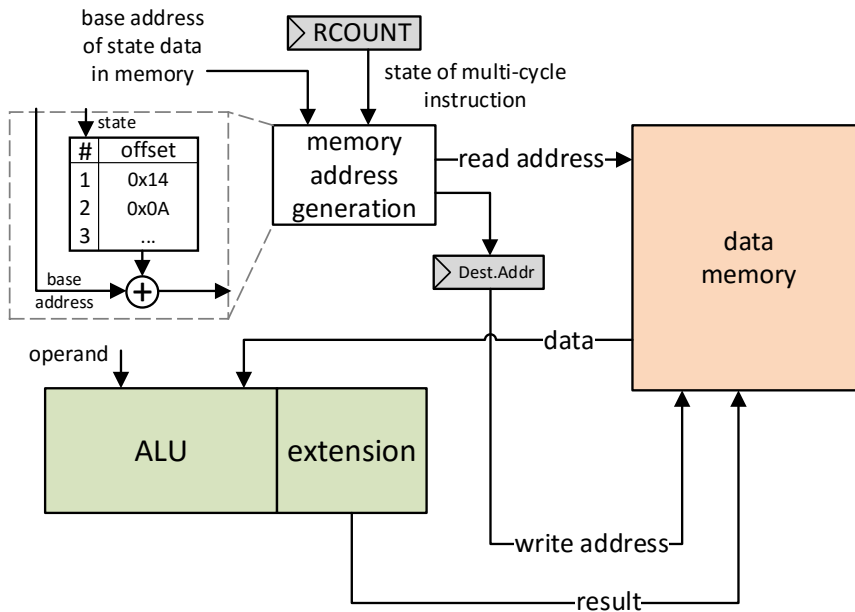 base address
of state data
in memory
RCOUNT
state of multi-cycle
instruction
state
# offset
1 0x14
2 0x0A
3 ...
base
address
+
memory
address
generation
read address
Dest.Addr
data
memory
operand
data
ALU
extension
write address
result